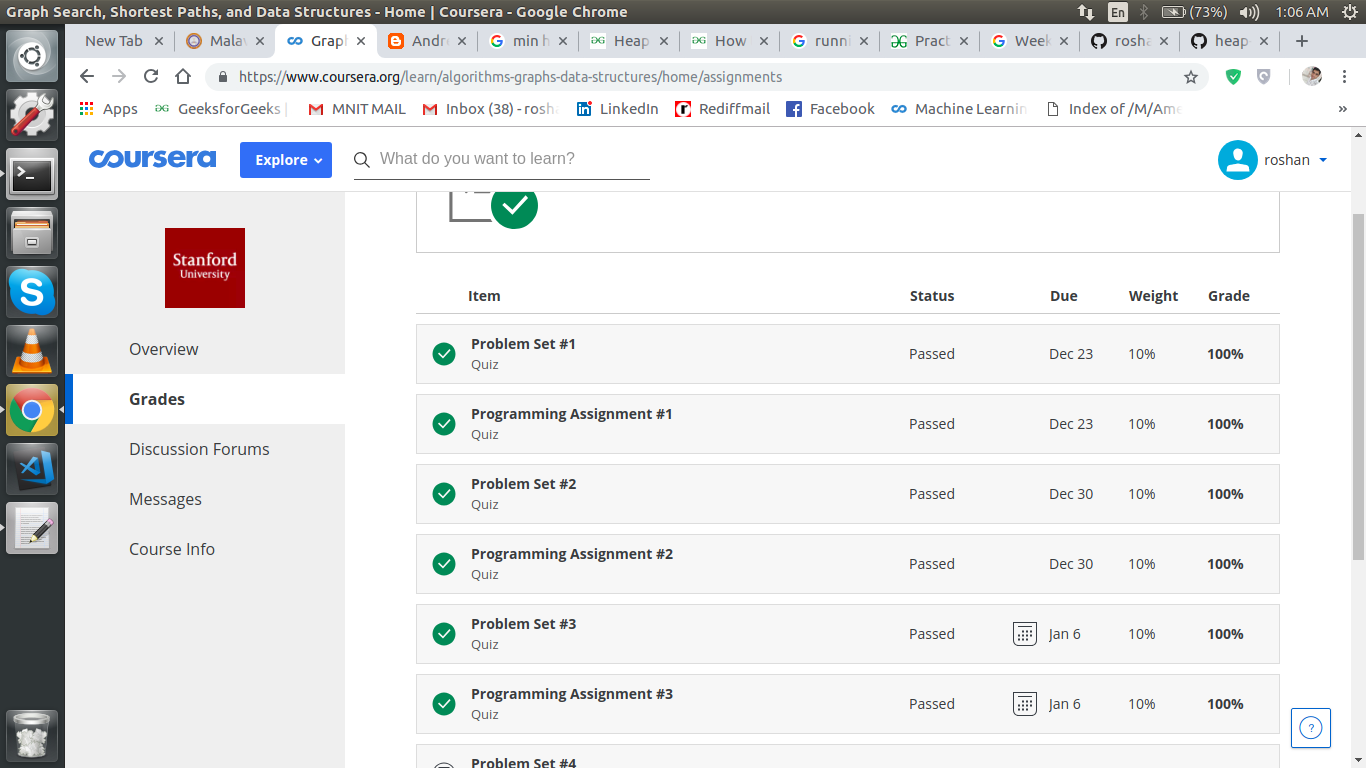 Graph Search, Shortest Paths, and Data Structures - Home | Coursera - Google Chrome
En (73%) 1:06 AM
New Tab Malav Grap Andr min h Heap How runni Pract Week rosha heap
https://www.coursera.org/learn/algorithms-graphs-data-structures/home/assignments
Apps GeeksforGeeks | MNIT MAIL Inbox (38) - rosh LinkedIn Rediffmail Facebook Machine Learnin Index of /M/Ame »
coursera Explore What do you want to learn? roshan
Stanford
University
Overview
Grades
Discussion Forums
Messages
Course Info
Item Status Due Weight Grade
Problem Set #1
Quiz
Passed Dec 23 10% 100%
Programming Assignment #1
Quiz
Passed Dec 23 10% 100%
Problem Set #2
Quiz
Passed Dec 30 10% 100%
Programming Assignment #2
Quiz
Passed Dec 30 10% 100%
Problem Set #3
Quiz
Passed Jan 6 10% 100%
Programming Assignment #3
Quiz
Passed Jan 6 10% 100%
Problem Set #4
?